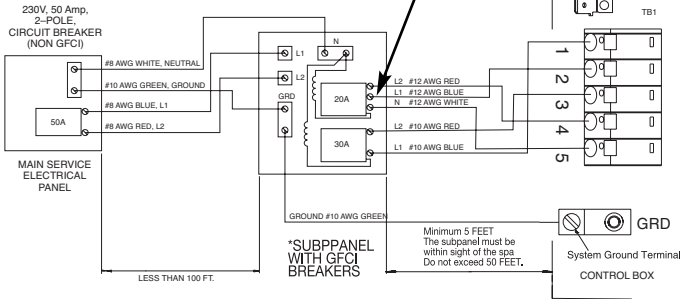 230V, 50 Amp,
2–POLE,
CIRCUIT BREAKER
(NON GFCI)
#8 AWG WHITE, NEUTRAL
#10 AWG GREEN, GROUND
#8 AWG BLUE, L1
#8 AWG RED, L2
50A
MAIN SERVICE
ELECTRICAL
PANEL
LESS THAN 100 FT.
N
L1
L2
GRD
20A
30A
L2 #12 AWG RED
L1 #12 AWG BLUE
N #12 AWG WHITE
L2 #10 AWG RED
L1 #10 AWG BLUE
GROUND #10 AWG GREEN
*SUBPPANEL
WITH GFCI
BREAKERS
Minimum 5 FEET
The subpanel must be
within sight of the spa
Do not exceed 50 FEET.
TB1
1
2
3
4
5
GRD
System Ground Terminal
CONTROL BOX